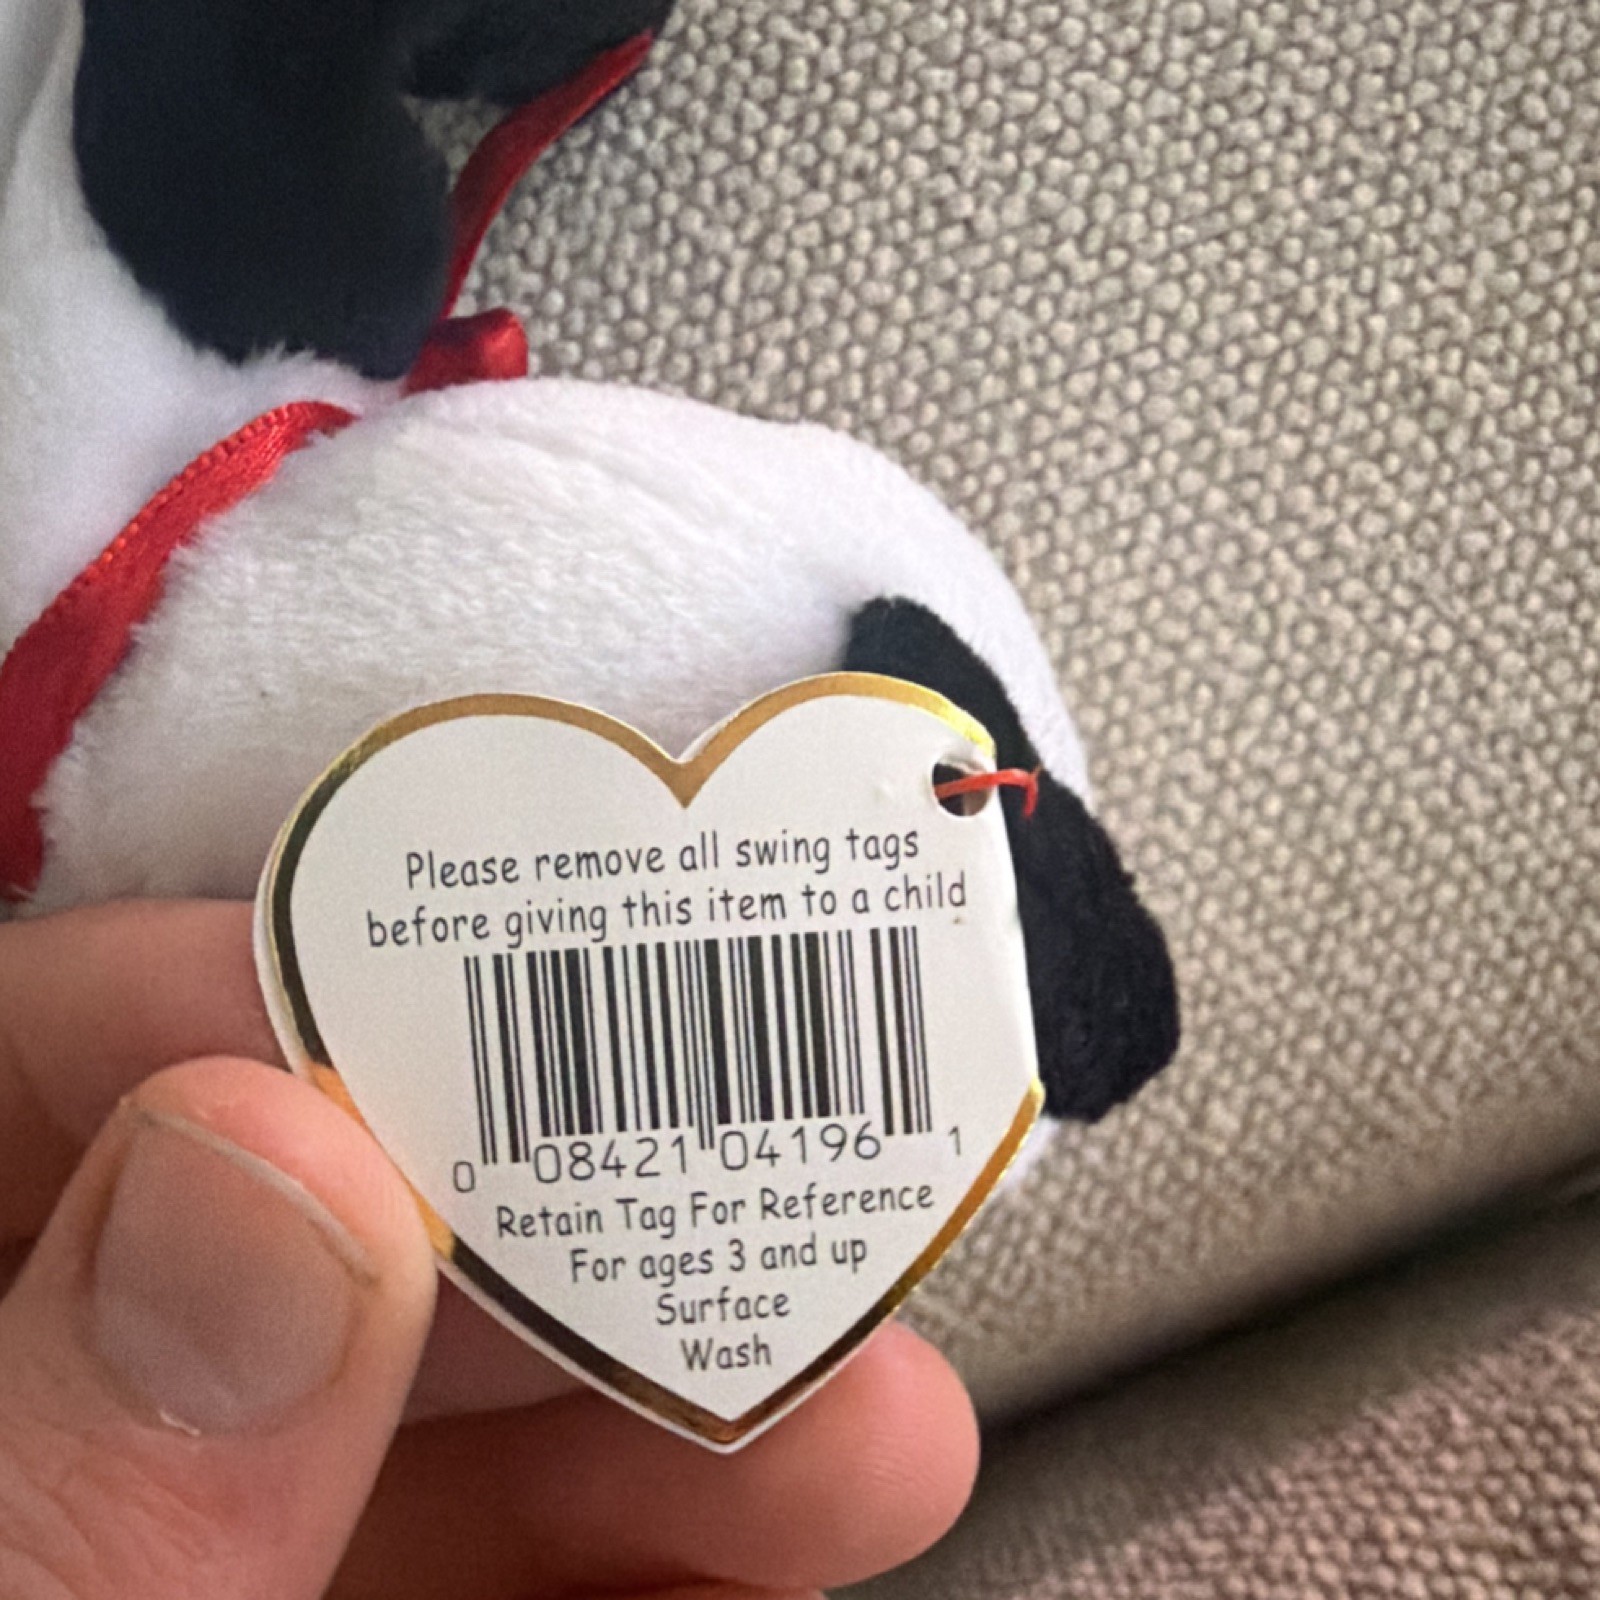 Please remove all swing tags
before giving this item to a child
0 08421 04196 1
Retain Tag For Reference
For ages 3 and up
Surface
Wash